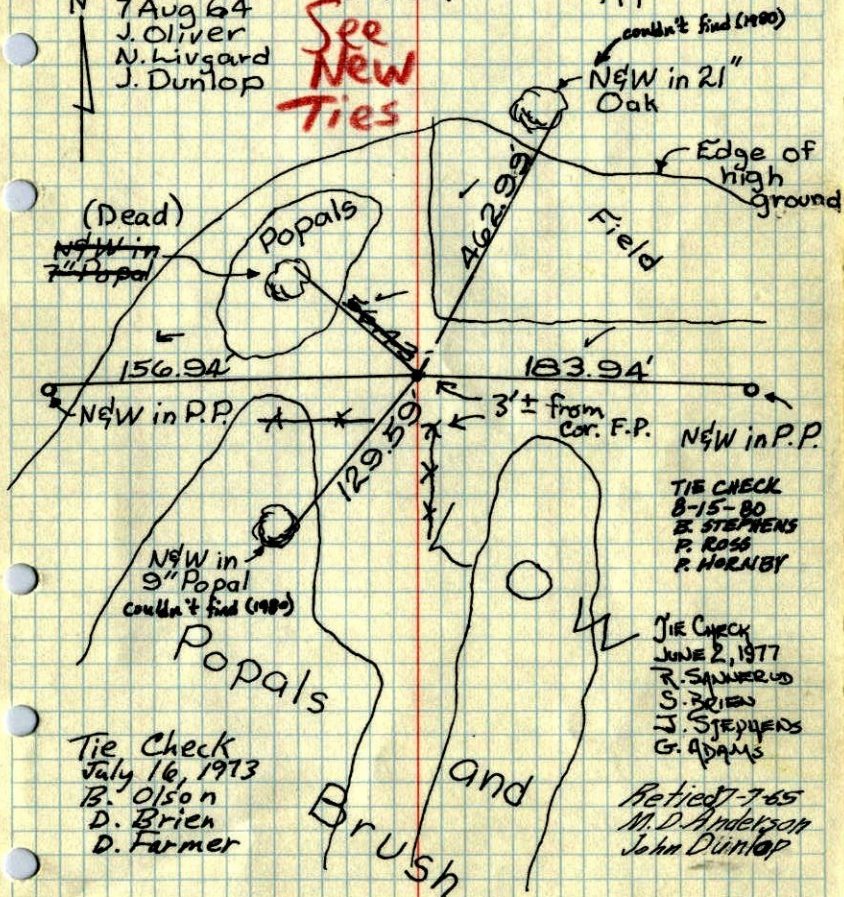 N
7 Aug 64
J. Oliver
N. Livgard
J. Dunlop
See
New
Ties
couldn't find (1980)
N&W in 21"
Oak
Edge of
high
ground
(Dead)
N&W in
7" Popal
Popals
462.99'
Field
56.43
156.94'
183.94'
N&W in P.P.
3'± from
Cor. F.P.
N&W in P.P.
129.59'
TIE CHECK
8-15-80
B. STEPHENS
P. ROSS
P. HORNBY
N&W in
9" Popal
couldn't find (1980)
TIE CHECK
JUNE 2, 1977
R. SANNERUD
S. BRIEN
J. STEPHENS
G. ADAMS
Popals
and
Brush
Tie Check
July 16, 1973
B. Olson
D. Brien
D. Farmer
Retied 7-7-65
M.D. Anderson
John Dunlop